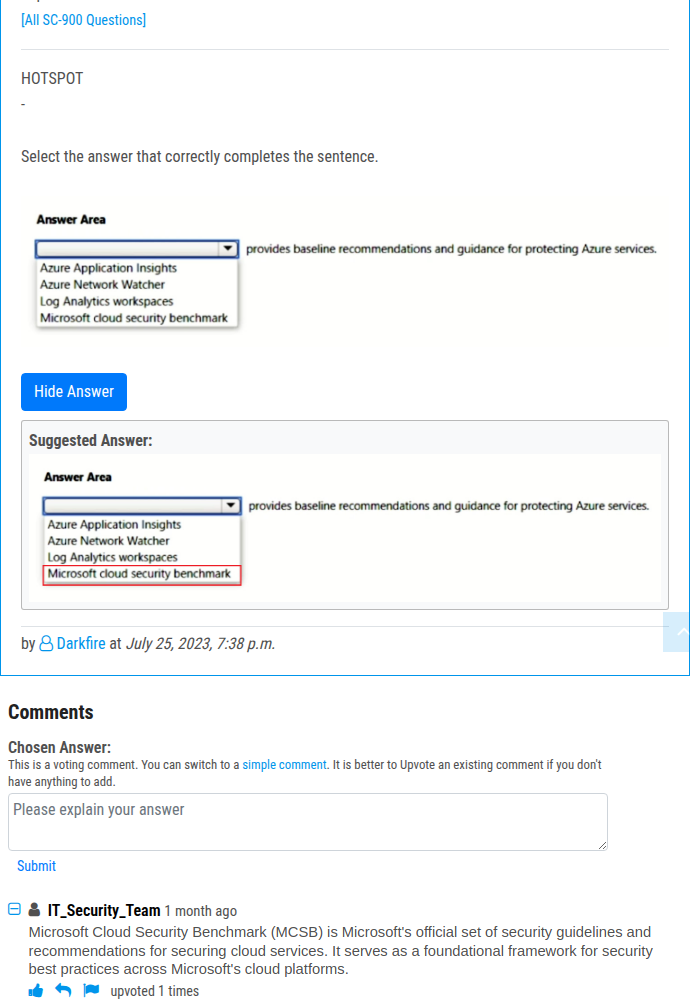 [All SC-900 Questions]
HOTSPOT
-
Select the answer that correctly completes the sentence.
Answer Area
provides baseline recommendations and guidance for protecting Azure services.
Azure Application Insights
Azure Network Watcher
Log Analytics workspaces
Microsoft cloud security benchmark
Hide Answer
Suggested Answer:
Answer Area
provides baseline recommendations and guidance for protecting Azure services.
Azure Application Insights
Azure Network Watcher
Log Analytics workspaces
Microsoft cloud security benchmark
by Darkfire at July 25, 2023, 7:38 p.m.
Comments
Chosen Answer:
This is a voting comment. You can switch to a simple comment. It is better to Upvote an existing comment if you don't
have anything to add.
Please explain your answer
Submit
IT_Security_Team 1 month ago
Microsoft Cloud Security Benchmark (MCSB) is Microsoft's official set of security guidelines and
recommendations for securing cloud services. It serves as a foundational framework for security
best practices across Microsoft's cloud platforms.
upvoted 1 times